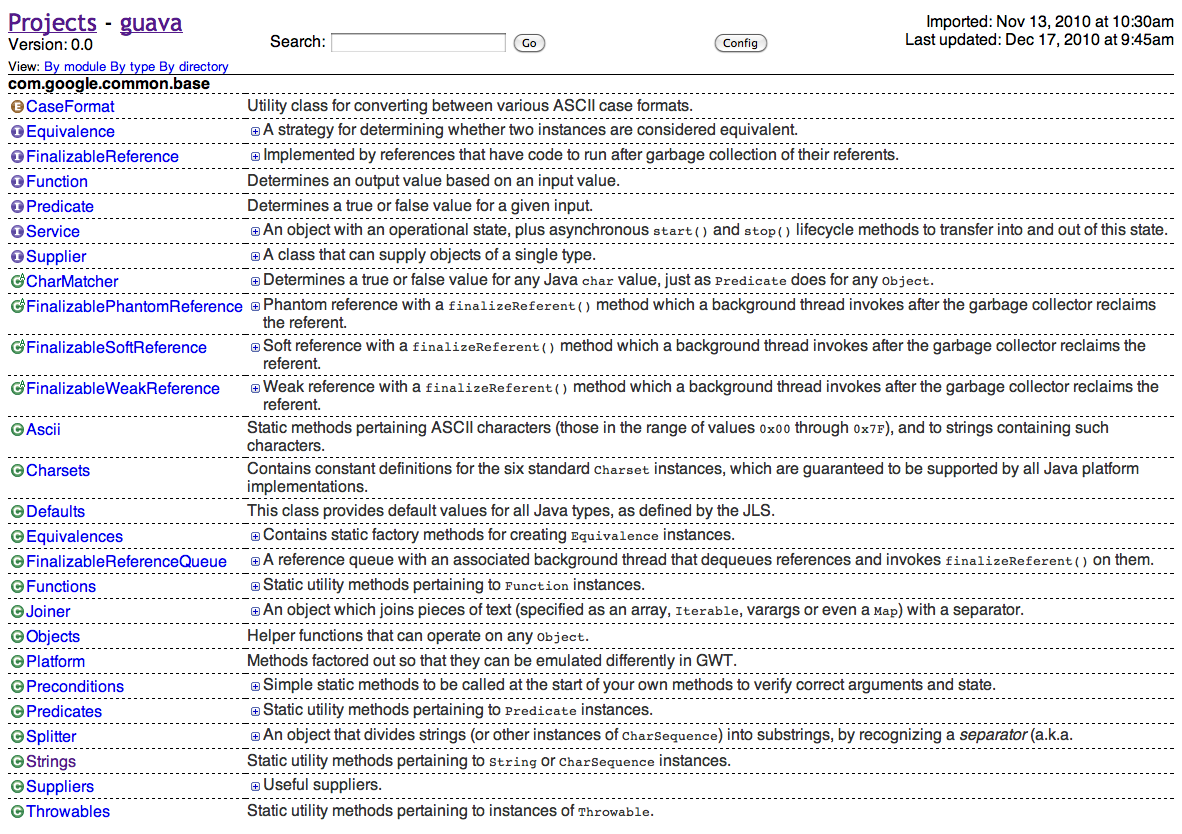 Projects - guava
Imported: Nov 13, 2010 at 10:30am
Version: 0.0
Search:
Go
Config
Last updated: Dec 17, 2010 at 9:45am
View: By module By type By directory
com.google.common.base
E CaseFormat Utility class for converting between various ASCII case formats.
I Equivalence A strategy for determining whether two instances are considered equivalent.
I FinalizableReference Implemented by references that have code to run after garbage collection of their referents.
I Function Determines an output value based on an input value.
I Predicate Determines a true or false value for a given input.
I Service An object with an operational state, plus asynchronous start() and stop() lifecycle methods to transfer into and out of this state.
I Supplier A class that can supply objects of a single type.
C A CharMatcher Determines a true or false value for any Java char value, just as Predicate does for any Object.
C A FinalizablePhantomReference Phantom reference with a finalizeReferent() method which a background thread invokes after the garbage collector reclaims
the referent.
C A FinalizableSoftReference Soft reference with a finalizeReferent() method which a background thread invokes after the garbage collector reclaims the
referent.
C A FinalizableWeakReference Weak reference with a finalizeReferent() method which a background thread invokes after the garbage collector reclaims the
referent.
C Ascii Static methods pertaining ASCII characters (those in the range of values 0x00 through 0x7F), and to strings containing such
characters.
C Charsets Contains constant definitions for the six standard Charset instances, which are guaranteed to be supported by all Java platform
implementations.
C Defaults This class provides default values for all Java types, as defined by the JLS.
C Equivalences Contains static factory methods for creating Equivalence instances.
C FinalizableReferenceQueue A reference queue with an associated background thread that dequeues references and invokes finalizeReferent() on them.
C Functions Static utility methods pertaining to Function instances.
C Joiner An object which joins pieces of text (specified as an array, Iterable, varargs or even a Map) with a separator.
C Objects Helper functions that can operate on any Object.
C Platform Methods factored out so that they can be emulated differently in GWT.
C Preconditions Simple static methods to be called at the start of your own methods to verify correct arguments and state.
C Predicates Static utility methods pertaining to Predicate instances.
C Splitter An object that divides strings (or other instances of CharSequence) into substrings, by recognizing a separator (a.k.a.
C Strings Static utility methods pertaining to String or CharSequence instances.
C Suppliers Useful suppliers.
C Throwables Static utility methods pertaining to instances of Throwable.